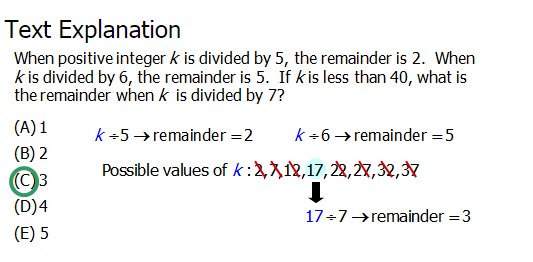 Text Explanation
When positive integer k is divided by 5, the remainder is 2. When
k is divided by 6, the remainder is 5. If k is less than 40, what is
the remainder when k is divided by 7?
(A) 1
k ÷5 → remainder = 2 k ÷6 → remainder = 5
(B) 2
Possible values of k : 2, 7, 12, 17, 22, 27, 32, 37
(C) 3
(D) 4
17 ÷7 → remainder = 3
(E) 5